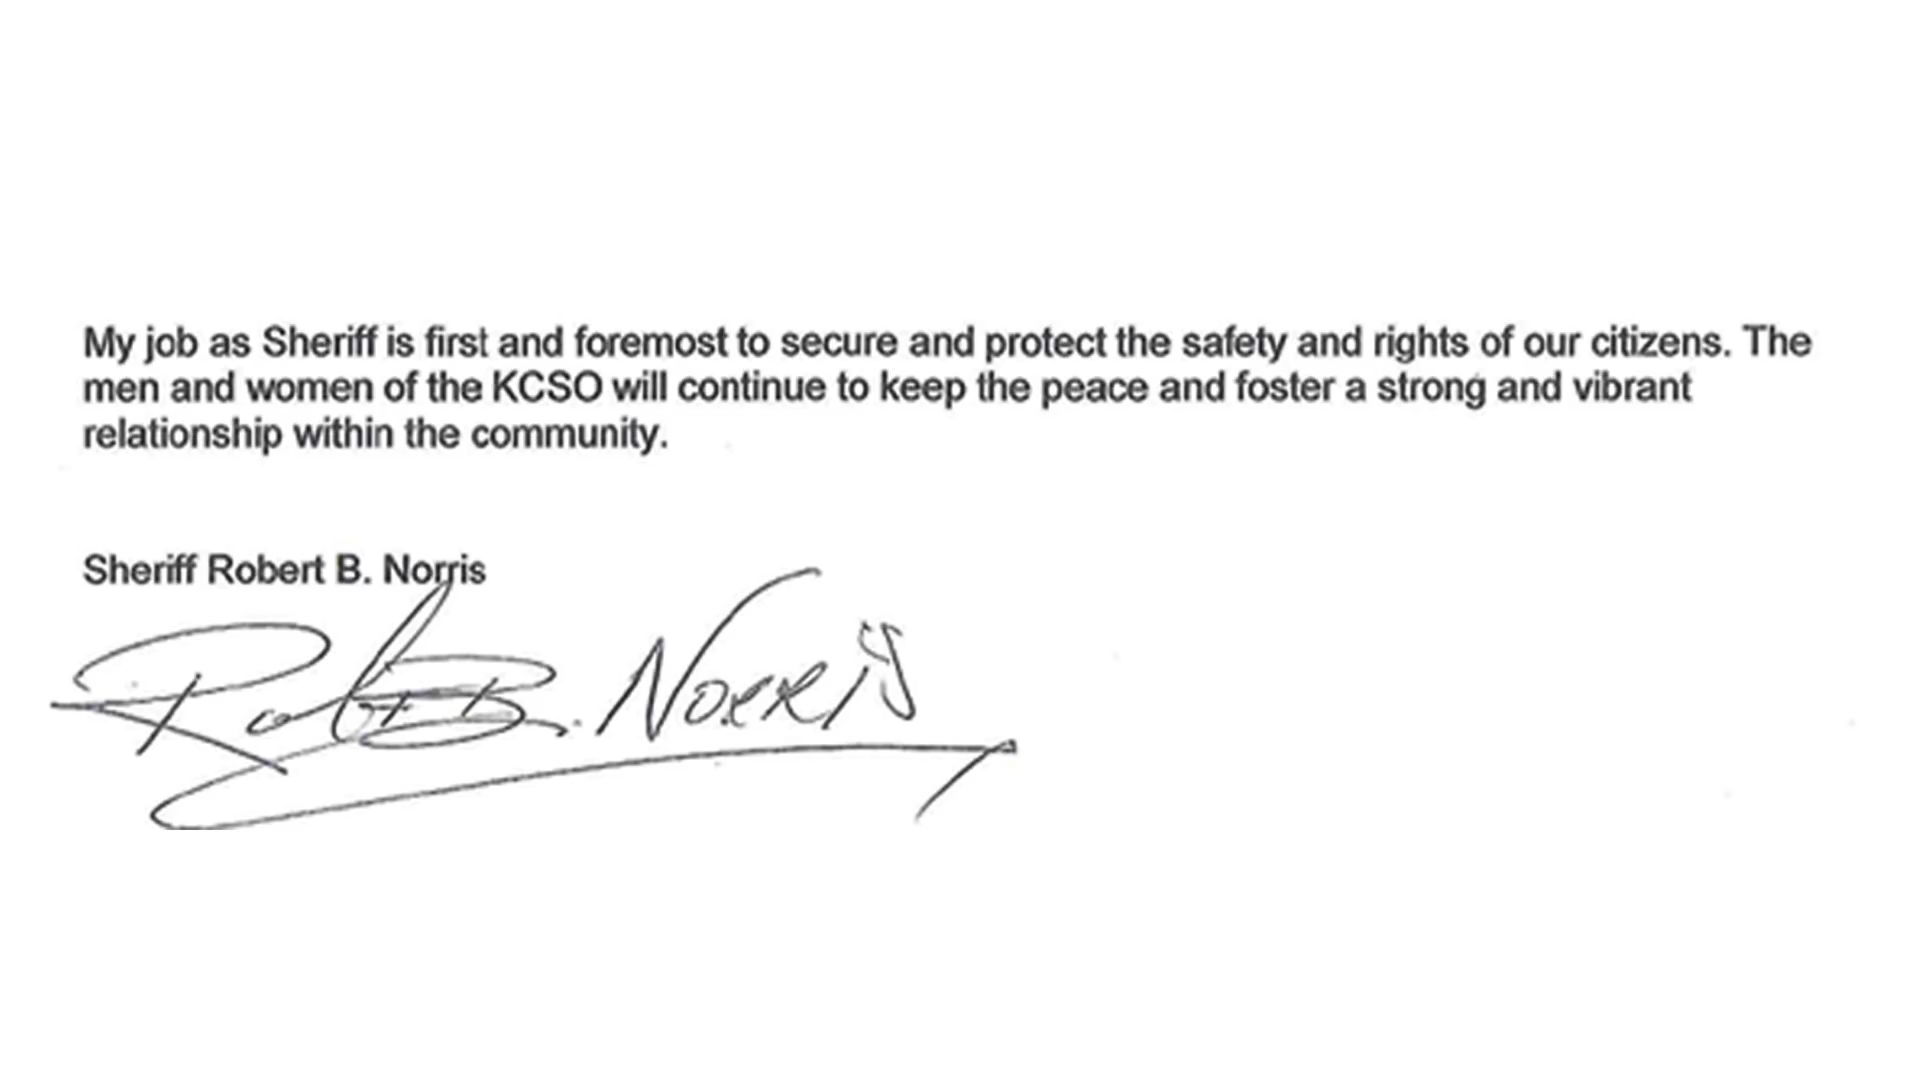 My job as Sheriff is first and foremost to secure and protect the safety and rights of our citizens. The
men and women of the KCSO will continue to keep the peace and foster a strong and vibrant
relationship within the community.
Sheriff Robert B. Norris
Robert B. Norris